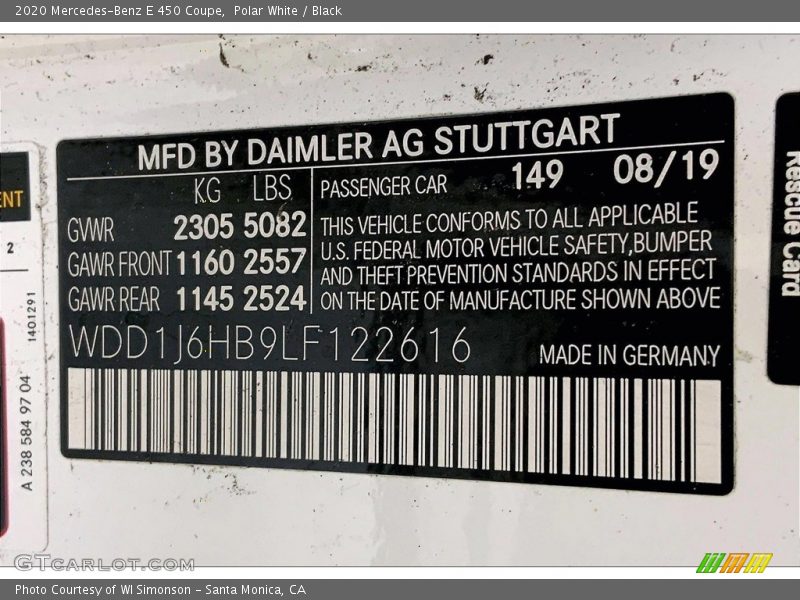 2020 Mercedes-Benz E 450 Coupe,  Polar White / Black
MFD BY DAIMLER AG STUTTGART
KG LBS
GVWR 2305 5082
GAWR FRONT 1160 2557
GAWR REAR 1145 2524
PASSENGER CAR 149 08/19
THIS VEHICLE CONFORMS TO ALL APPLICABLE
U.S. FEDERAL MOTOR VEHICLE SAFETY,BUMPER
AND THEFT PREVENTION STANDARDS IN EFFECT
ON THE DATE OF MANUFACTURE SHOWN ABOVE
WDD1J6HB9LF122616
MADE IN GERMANY
2
1401291
A 238 584 97 04
Rescue Card
GTCARLOT.COM
Photo Courtesy of WI Simonson - Santa Monica, CA